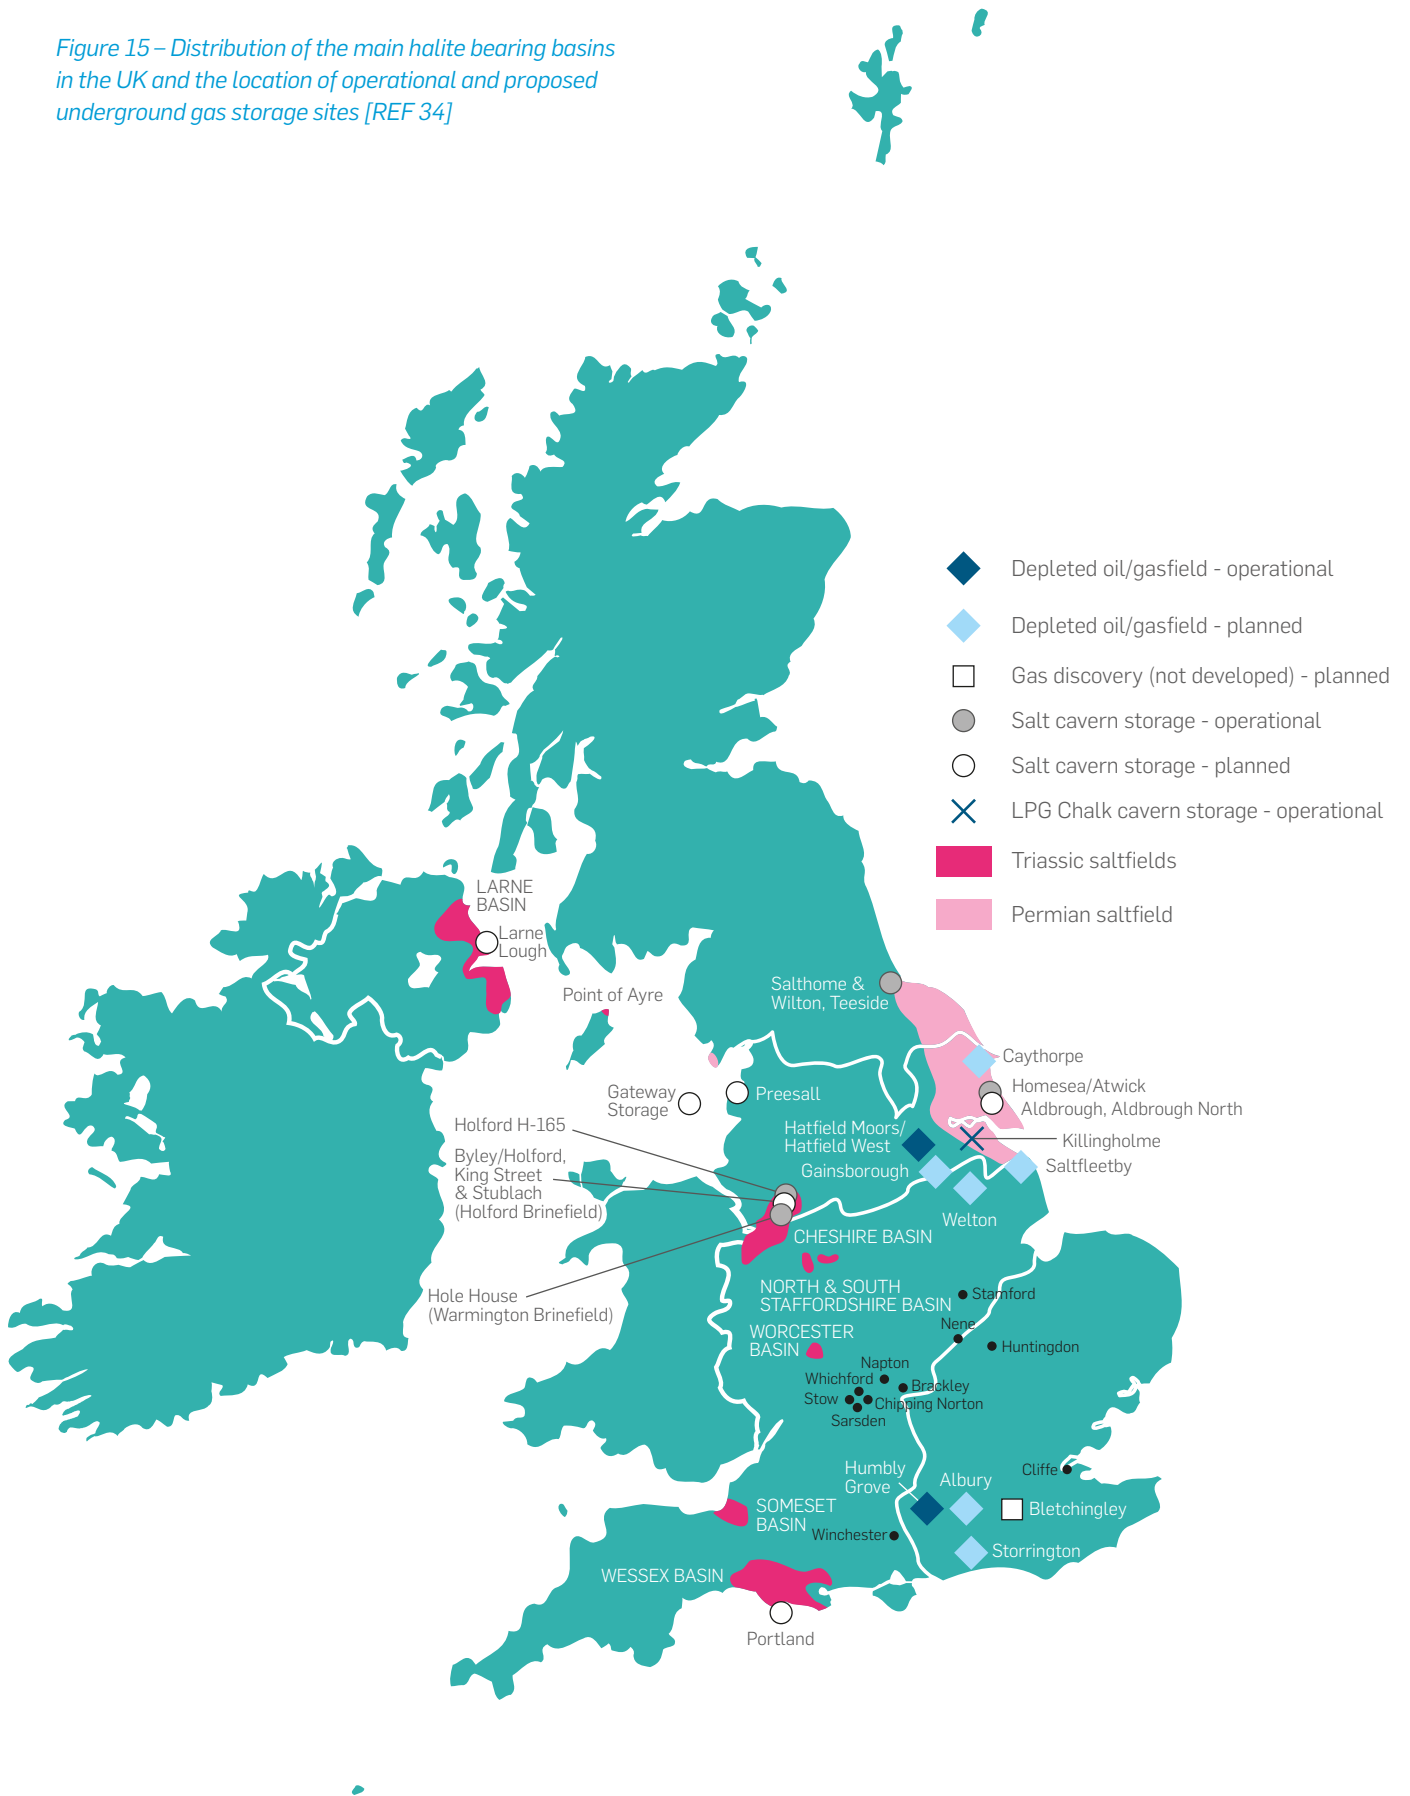 Figure 15 – Distribution of the main halite bearing basins
in the UK and the location of operational and proposed
underground gas storage sites [REF 34]
Depleted oil/gasfield - operational
Depleted oil/gasfield - planned
Gas discovery (not developed) - planned
Salt cavern storage - operational
Salt cavern storage - planned
LPG Chalk cavern storage - operational
Triassic saltfields
Permian saltfield
LARNE
BASIN
Larne
Lough
Point of Ayre
Salthome &
Wilton, Teeside
Caythorpe
Homesea/Atwick
Aldbrough, Aldbrough North
Gateway
Storage
Preesall
Holford H-165
Hatfield Moors/
Hatfield West
Killingholme
Byley/Holford,
King Street
& Stublach
(Holford Brinefield)
Gainsborough
Saltfleetby
Welton
CHESHIRE BASIN
Hole House
(Warmington Brinefield)
NORTH & SOUTH
STAFFORDSHIRE BASIN
Stamford
Nene
WORCESTER
BASIN
Huntingdon
Napton
Whichford
Brackley
Stow
Chipping Norton
Sarsden
Cliffe
Humbly
Grove
Albury
SOMESET
BASIN
Bletchingley
Winchester
Storrington
WESSEX BASIN
Portland